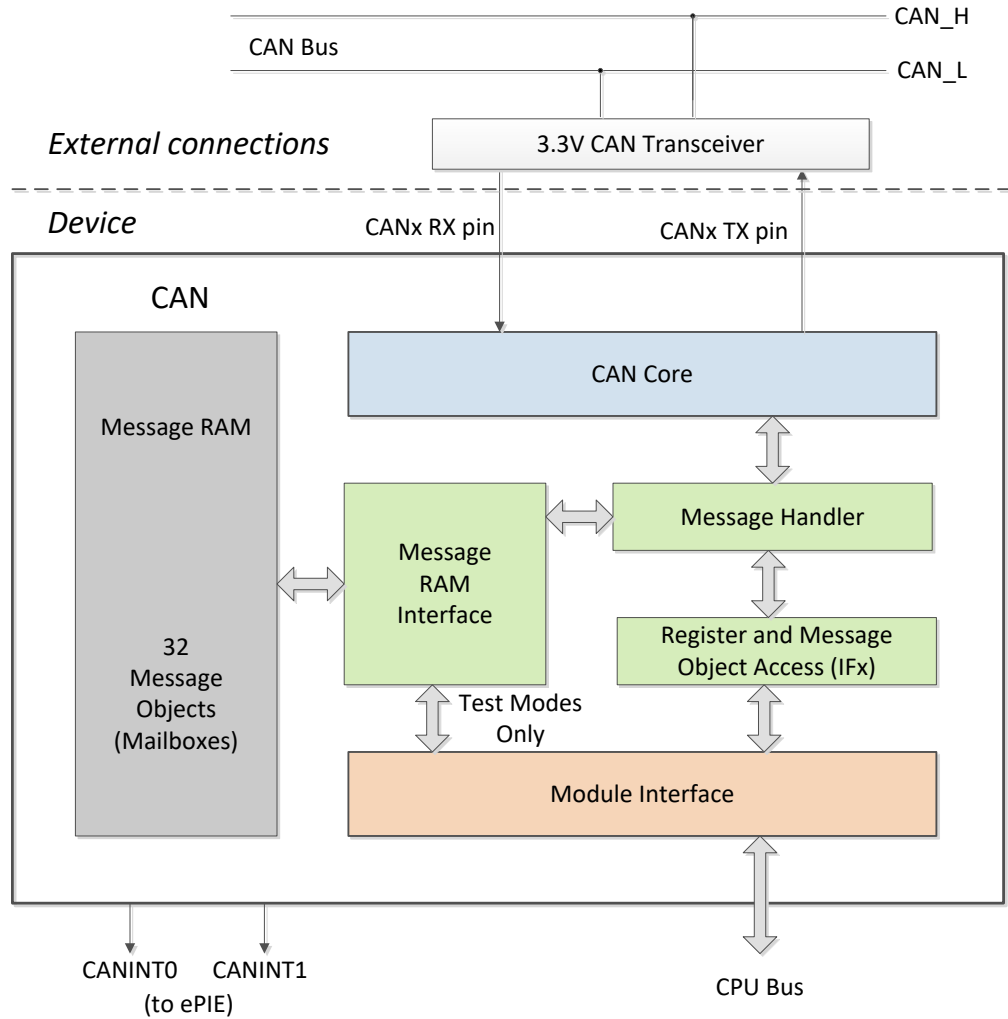 CAN_H
CAN Bus
CAN_L
External connections
3.3V CAN Transceiver
Device
CANx RX pin
CANx TX pin
CAN
CAN Core
Message RAM
Message Handler
Message
RAM
Interface
32
Message
Objects
(Mailboxes)
Register and Message
Object Access (IFx)
Test Modes
Only
Module Interface
CANINT0
CANINT1
(to ePIE)
CPU Bus